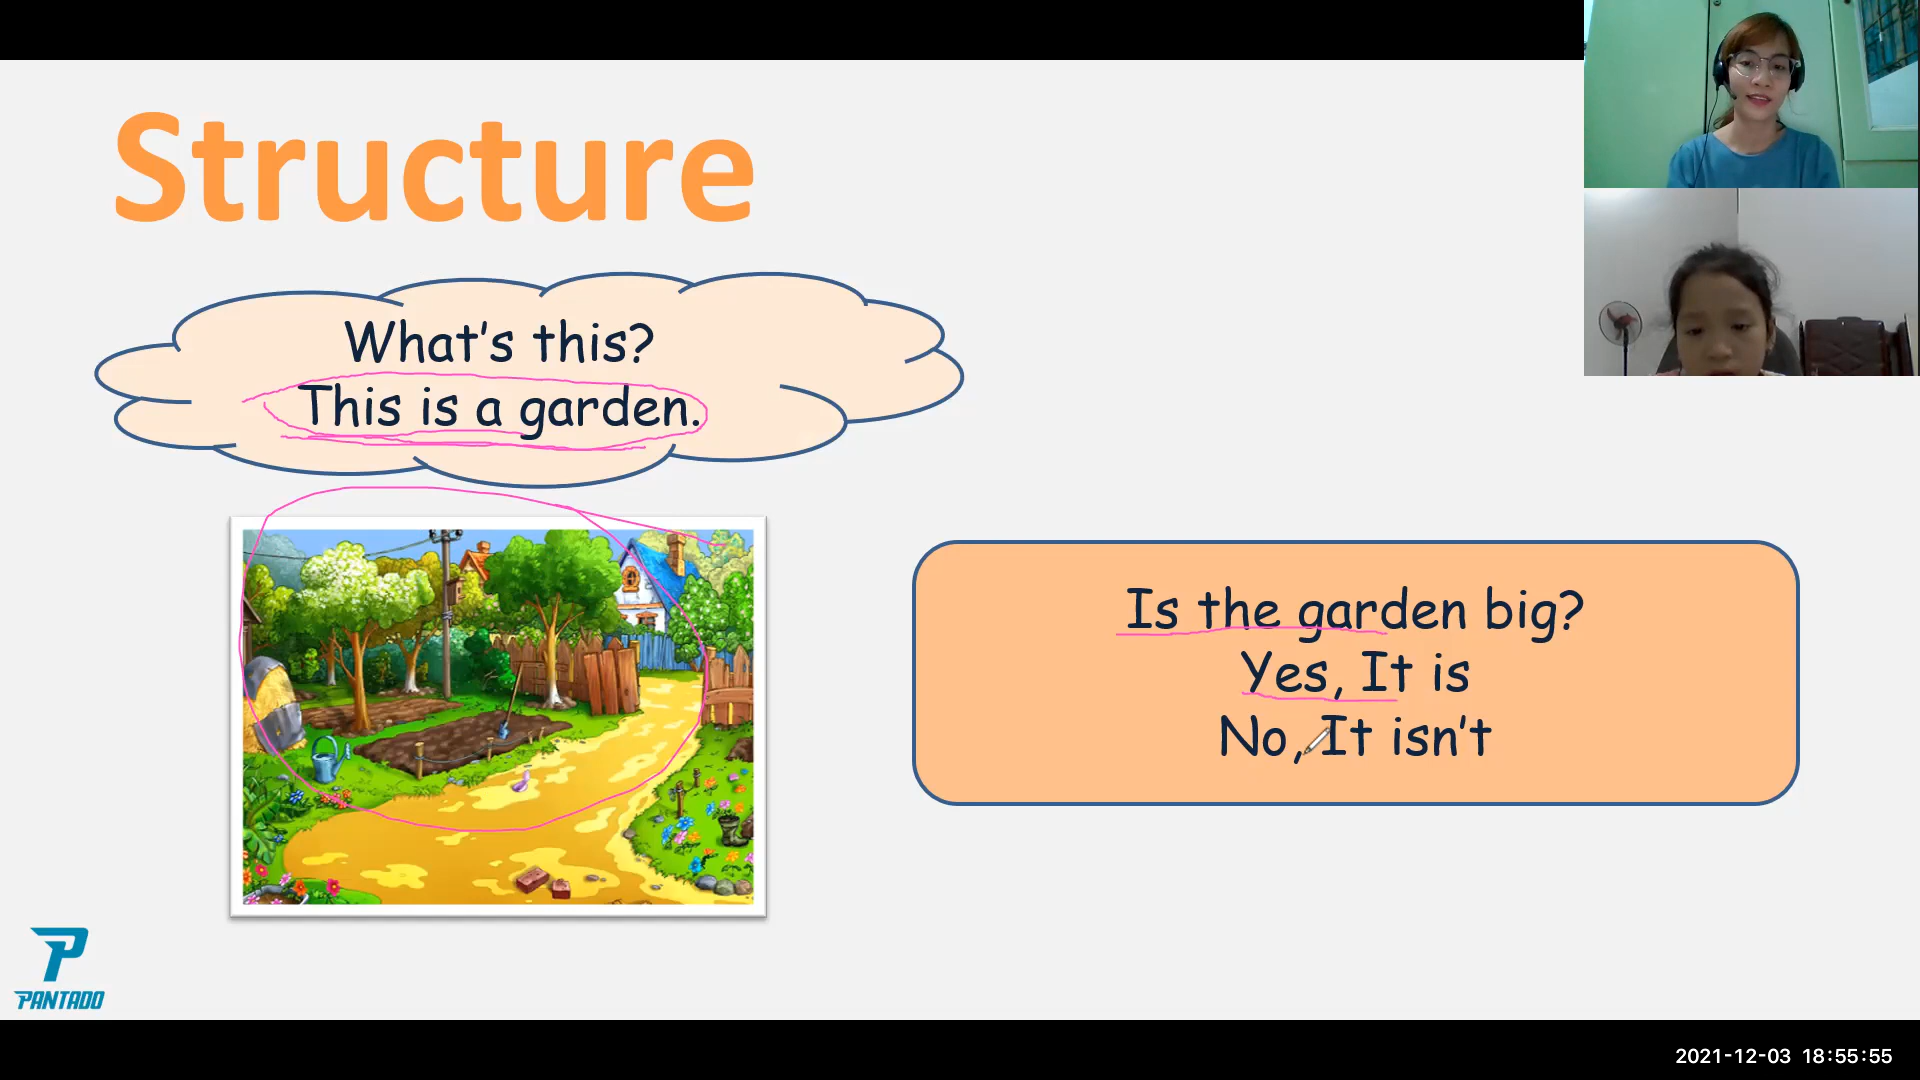 Structure
What's this?
This is a garden.
Is the garden big?
Yes, It is
No, It isn't
PANTADO
2021-12-03 18:55:55